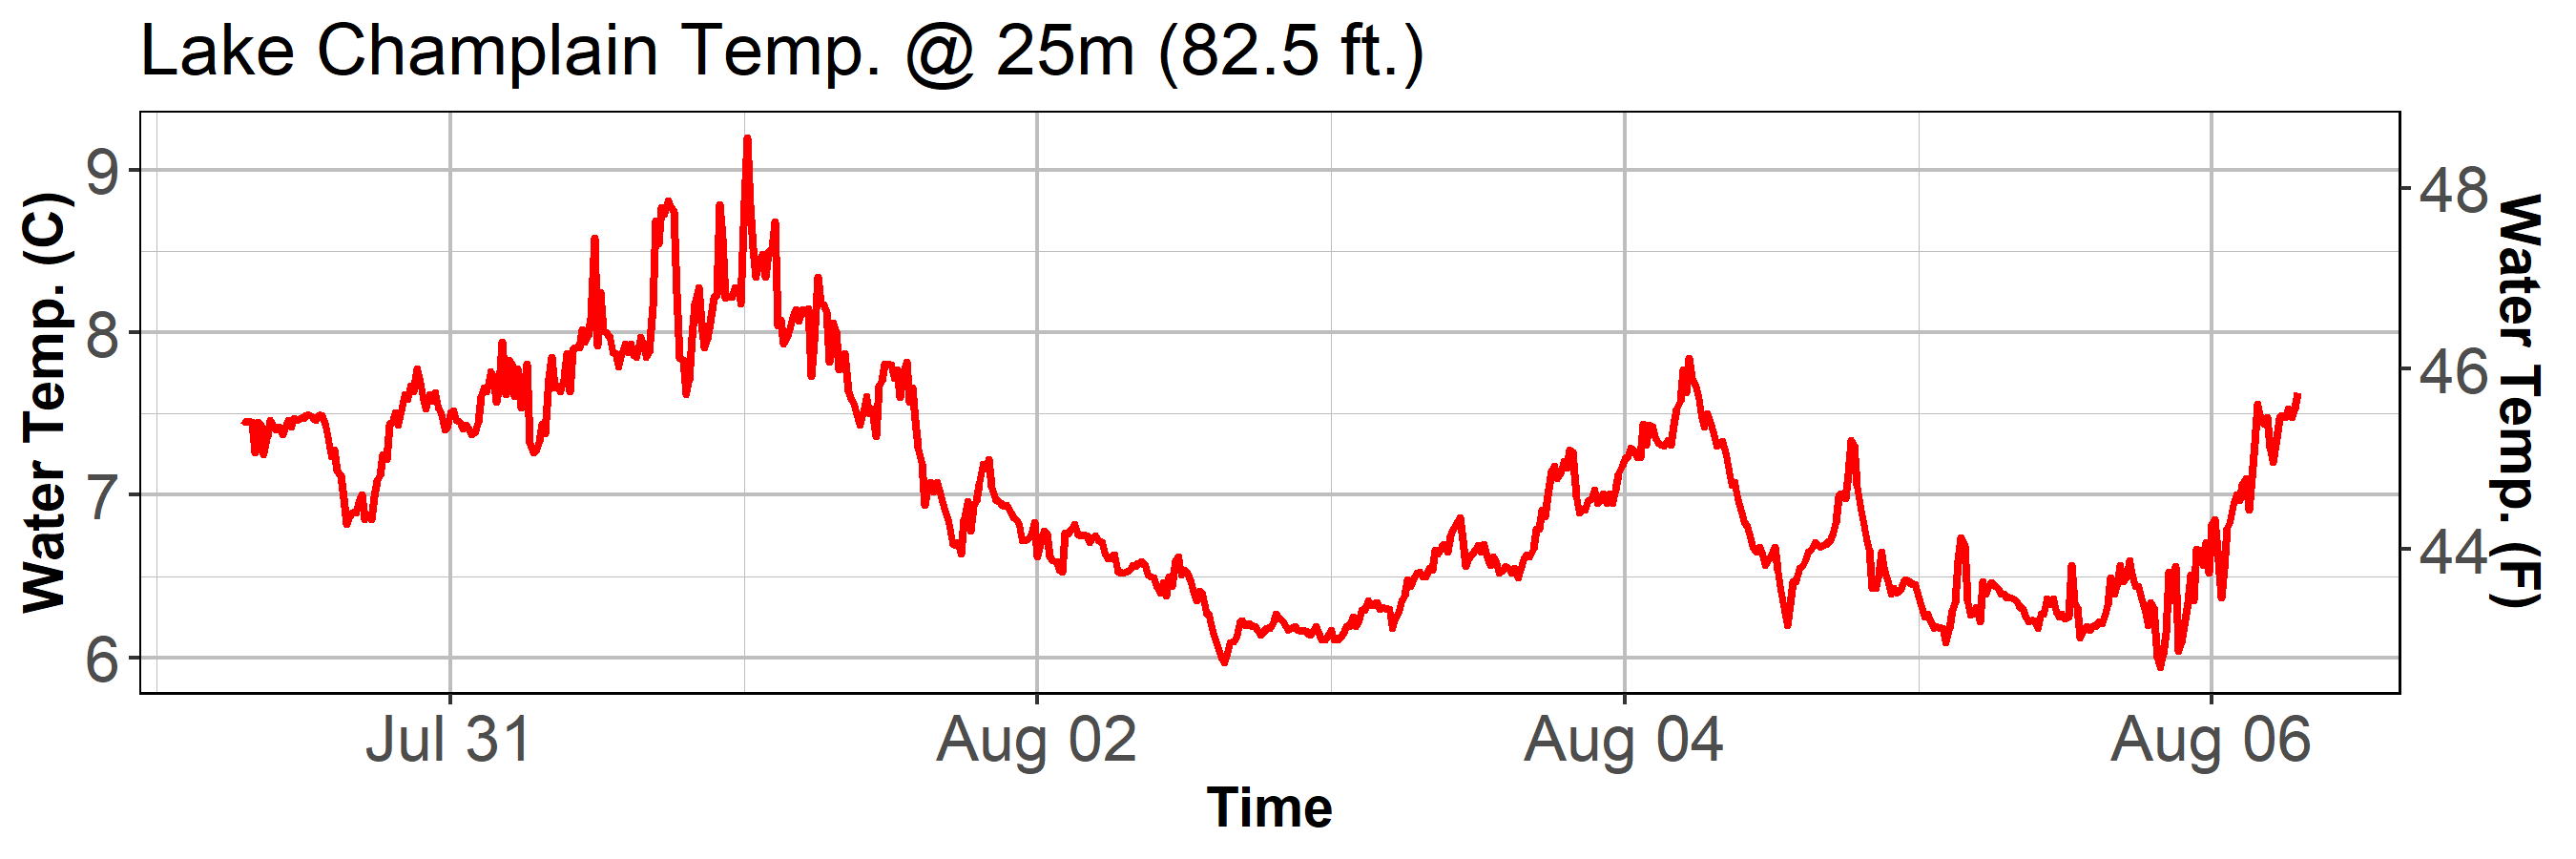 Lake Champlain Temp. @ 25m (82.5 ft.)
Water Temp. (C)
9
8
7
6
48
46
44
Water Temp. (F)
Jul 31
Aug 02
Aug 04
Aug 06
Time